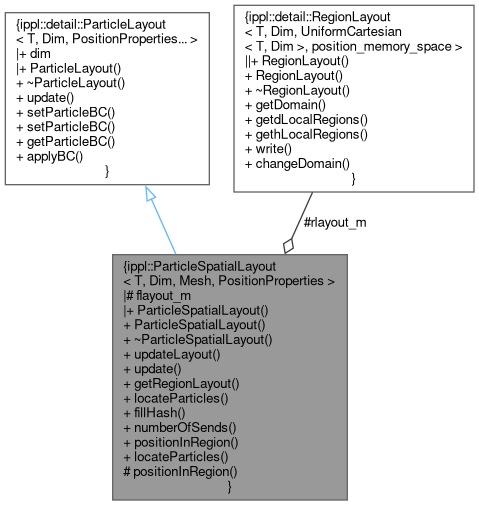 {ippl::detail::ParticleLayout
< T, Dim, PositionProperties... >
|+ dim
|+ ParticleLayout()
+ ~ParticleLayout()
+ update()
+ setParticleBC()
+ setParticleBC()
+ getParticleBC()
+ applyBC()
}
{ippl::detail::RegionLayout
< T, Dim, UniformCartesian
< T, Dim >, position_memory_space >
||+ RegionLayout()
+ RegionLayout()
+ ~RegionLayout()
+ getDomain()
+ getdLocalRegions()
+ gethLocalRegions()
+ write()
+ changeDomain()
}
#rlayout_m
{ippl::ParticleSpatialLayout
< T, Dim, Mesh, PositionProperties >
|# flayout_m
|+ ParticleSpatialLayout()
+ ParticleSpatialLayout()
+ ~ParticleSpatialLayout()
+ updateLayout()
+ update()
+ getRegionLayout()
+ locateParticles()
+ fillHash()
+ numberOfSends()
+ positionInRegion()
+ locateParticles()
# positionInRegion()
}